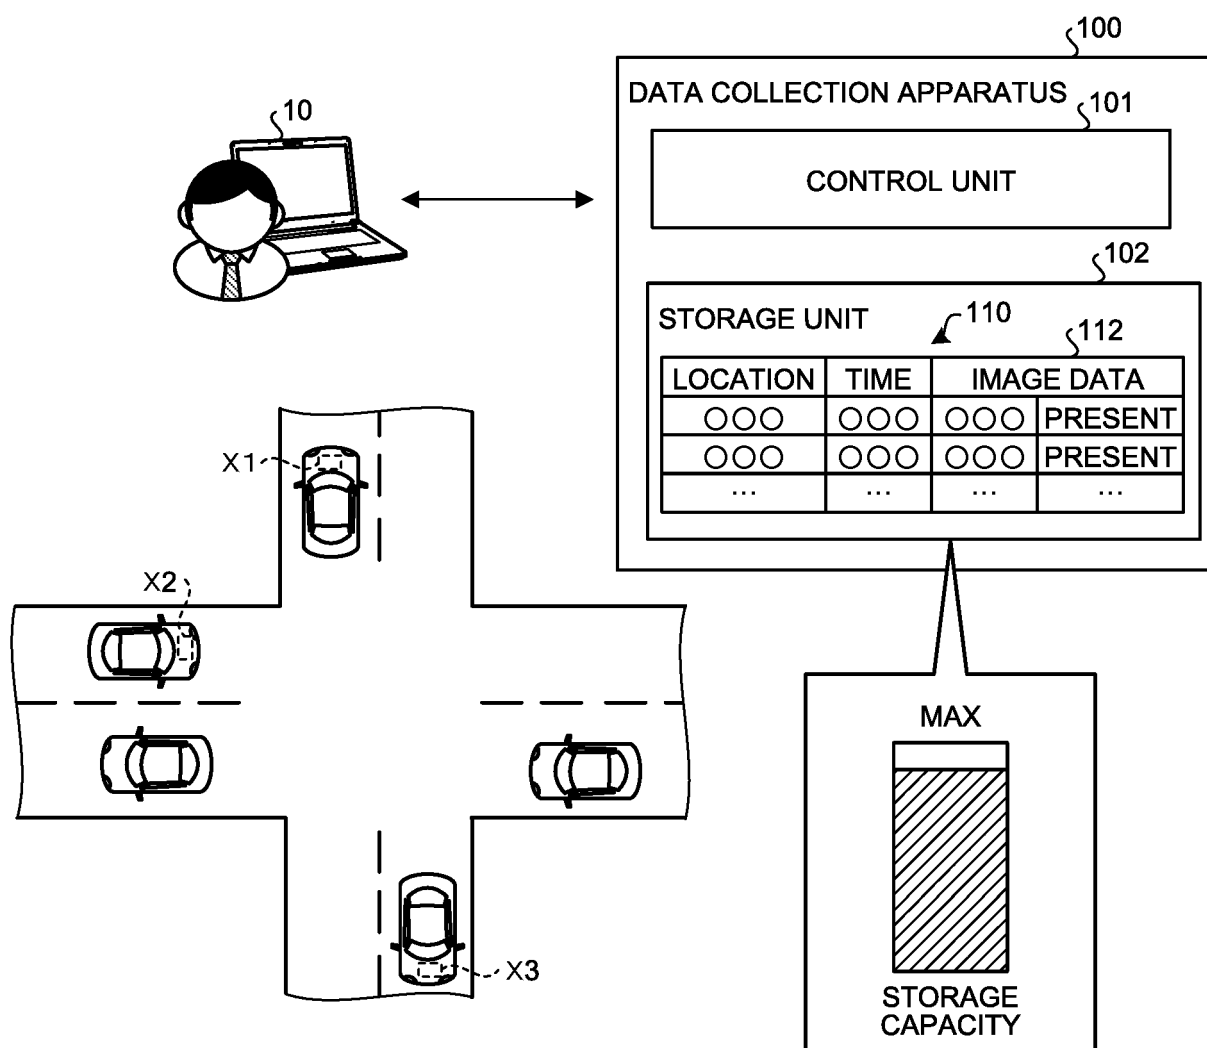 100
DATA COLLECTION APPARATUS
101
CONTROL UNIT
10
102
STORAGE UNIT
110
112
LOCATION TIME IMAGE DATA
○○○ ○○○ ○○○ PRESENT
○○○ ○○○ ○○○ PRESENT
... ... ... ...
X1
X2
X3
MAX
STORAGE
CAPACITY